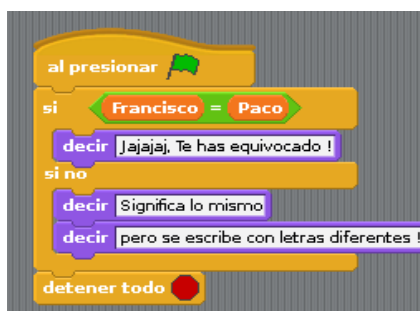 al presionar
si Francisco = Paco
decir Jajajaj, Te has equivocado !
si no
decir Significa lo mismo
decir pero se escribe con letras diferentes !
detener todo